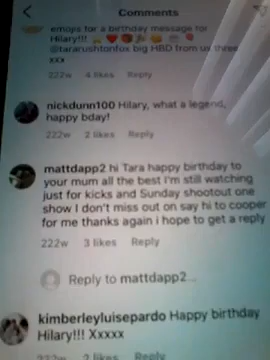 Comments
emojis for a birthday message for
Hilary!!! 
@tararushtonfox big HBD from us three
xxx
222w 4 likes Reply
nickdunn100 Hilary, what a legend,
happy bday!
222w 2 likes Reply
mattdapp2 hi Tara happy birthday to
your mum all the best I'm still watching
just for kicks and Sunday shootout one
show I don't miss out on say hi to cooper
for me thanks again i hope to get a reply
222w 3 likes Reply
Reply to mattdapp2...
kimberleyluisepardo Happy birthday
Hilary!!! Xxxxx
222w 2 likes Reply